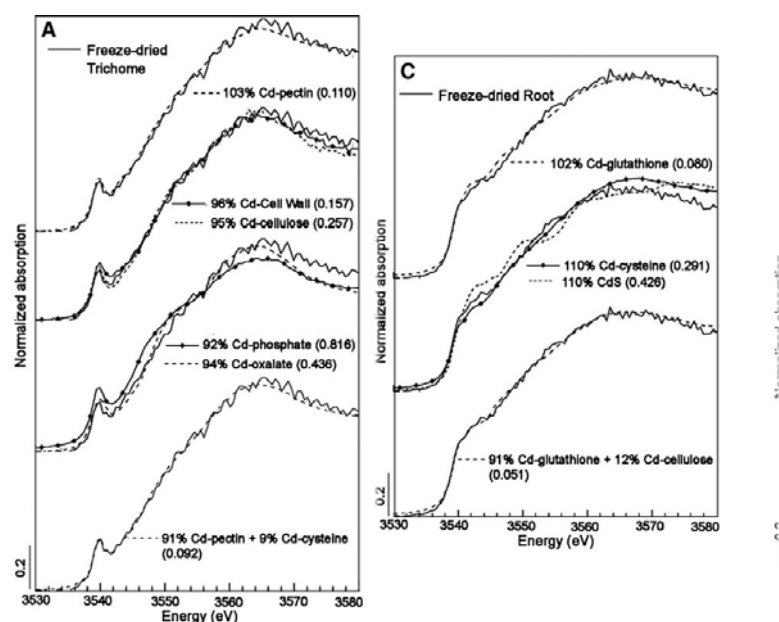 A
Freeze-dried
Trichome
103% Cd-pectin (0.110)
96% Cd-Cell Wall (0.157)
95% Cd-cellulose (0.257)
92% Cd-phosphate (0.816)
94% Cd-oxalate (0.436)
91% Cd-pectin + 9% Cd-cysteine
(0.092)
Normalized absorption
0.2
3530 3540 3550 3560 3570 3580
Energy (eV)
C
Freeze-dried Root
102% Cd-glutathione (0.080)
110% Cd-cysteine (0.291)
110% CdS (0.426)
91% Cd-glutathione + 12% Cd-cellulose
(0.051)
Normalized absorption
0.2
3530 3540 3550 3560 3570 3580
Energy (eV)